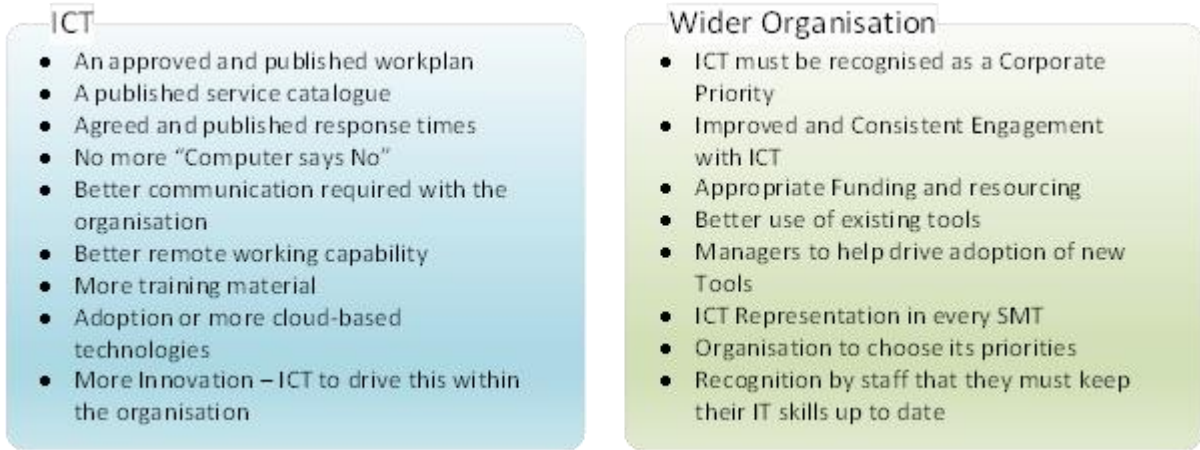 ICT
● An approved and published workplan
● A published service catalogue
● Agreed and published response times
● No more “Computer says No”
● Better communication required with the
organisation
● Better remote working capability
● More training material
● Adoption or more cloud-based
technologies
● More Innovation – ICT to drive this within
the organisation
Wider Organisation
● ICT must be recognised as a Corporate
Priority
● Improved and Consistent Engagement
with ICT
● Appropriate Funding and resourcing
● Better use of existing tools
● Managers to help drive adoption of new
Tools
● ICT Representation in every SMT
● Organisation to choose its priorities
● Recognition by staff that they must keep
their IT skills up to date